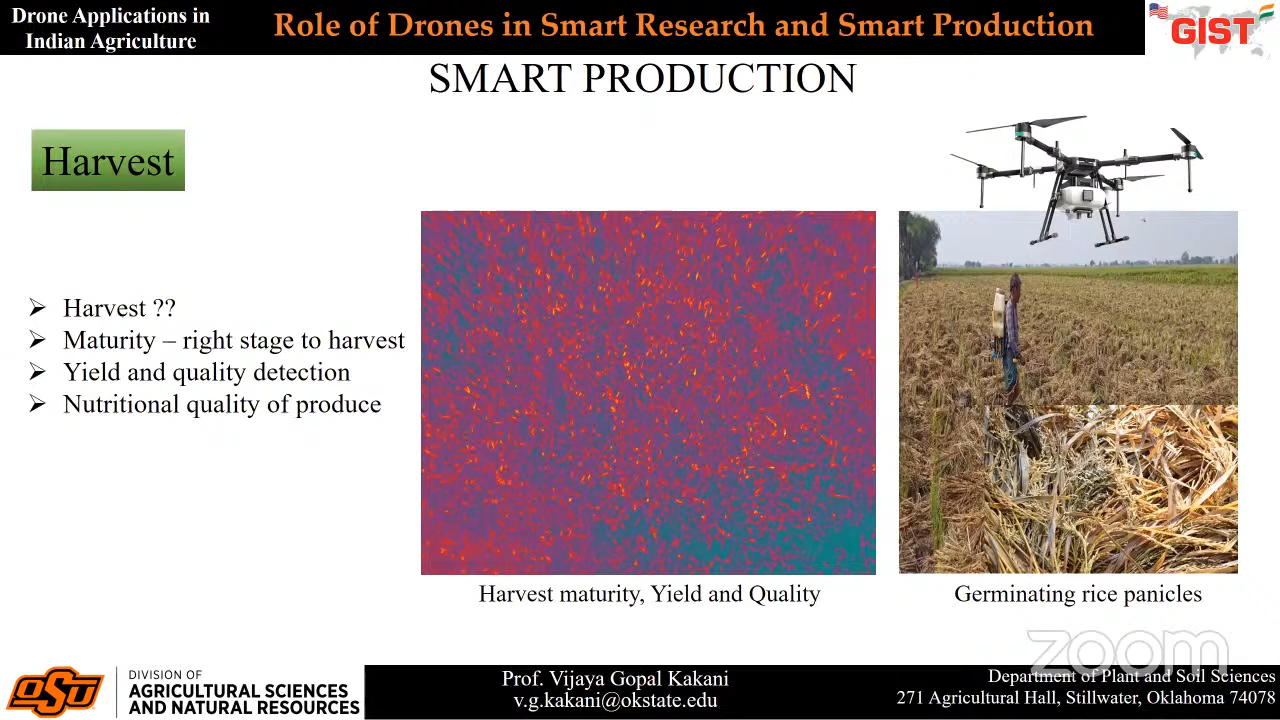 Drone Applications in
Indian Agriculture
Role of Drones in Smart Research and Smart Production
GIST
SMART PRODUCTION
Harvest
Harvest ??
Maturity – right stage to harvest
Yield and quality detection
Nutritional quality of produce
Harvest maturity, Yield and Quality
Germinating rice panicles
zoom
OSU
DIVISION OF
AGRICULTURAL SCIENCES
AND NATURAL RESOURCES
Prof. Vijaya Gopal Kakani
v.g.kakani@okstate.edu
Department of Plant and Soil Sciences
271 Agricultural Hall, Stillwater, Oklahoma 74078